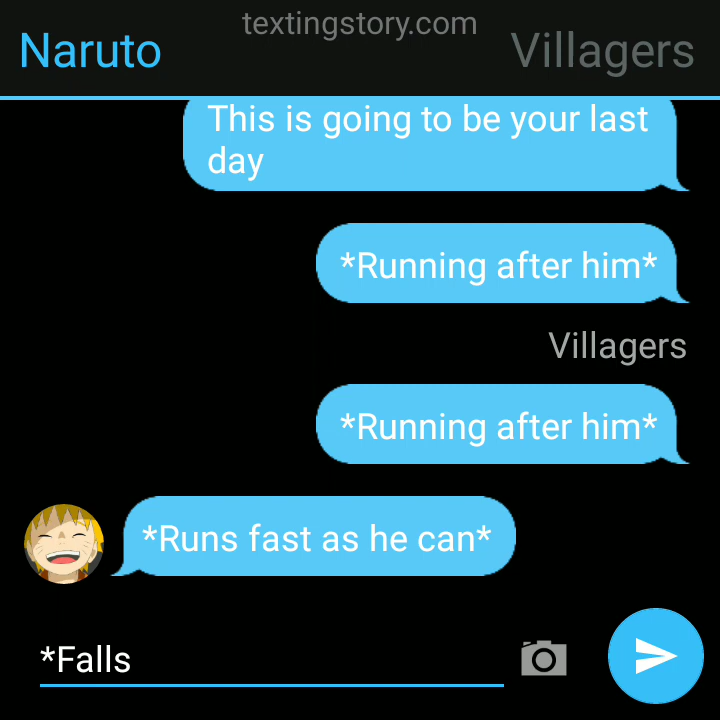 textingstory.com
Naruto
Villagers
This is going to be your last
day
*Running after him*
Villagers
*Running after him*
*Runs fast as he can*
*Falls